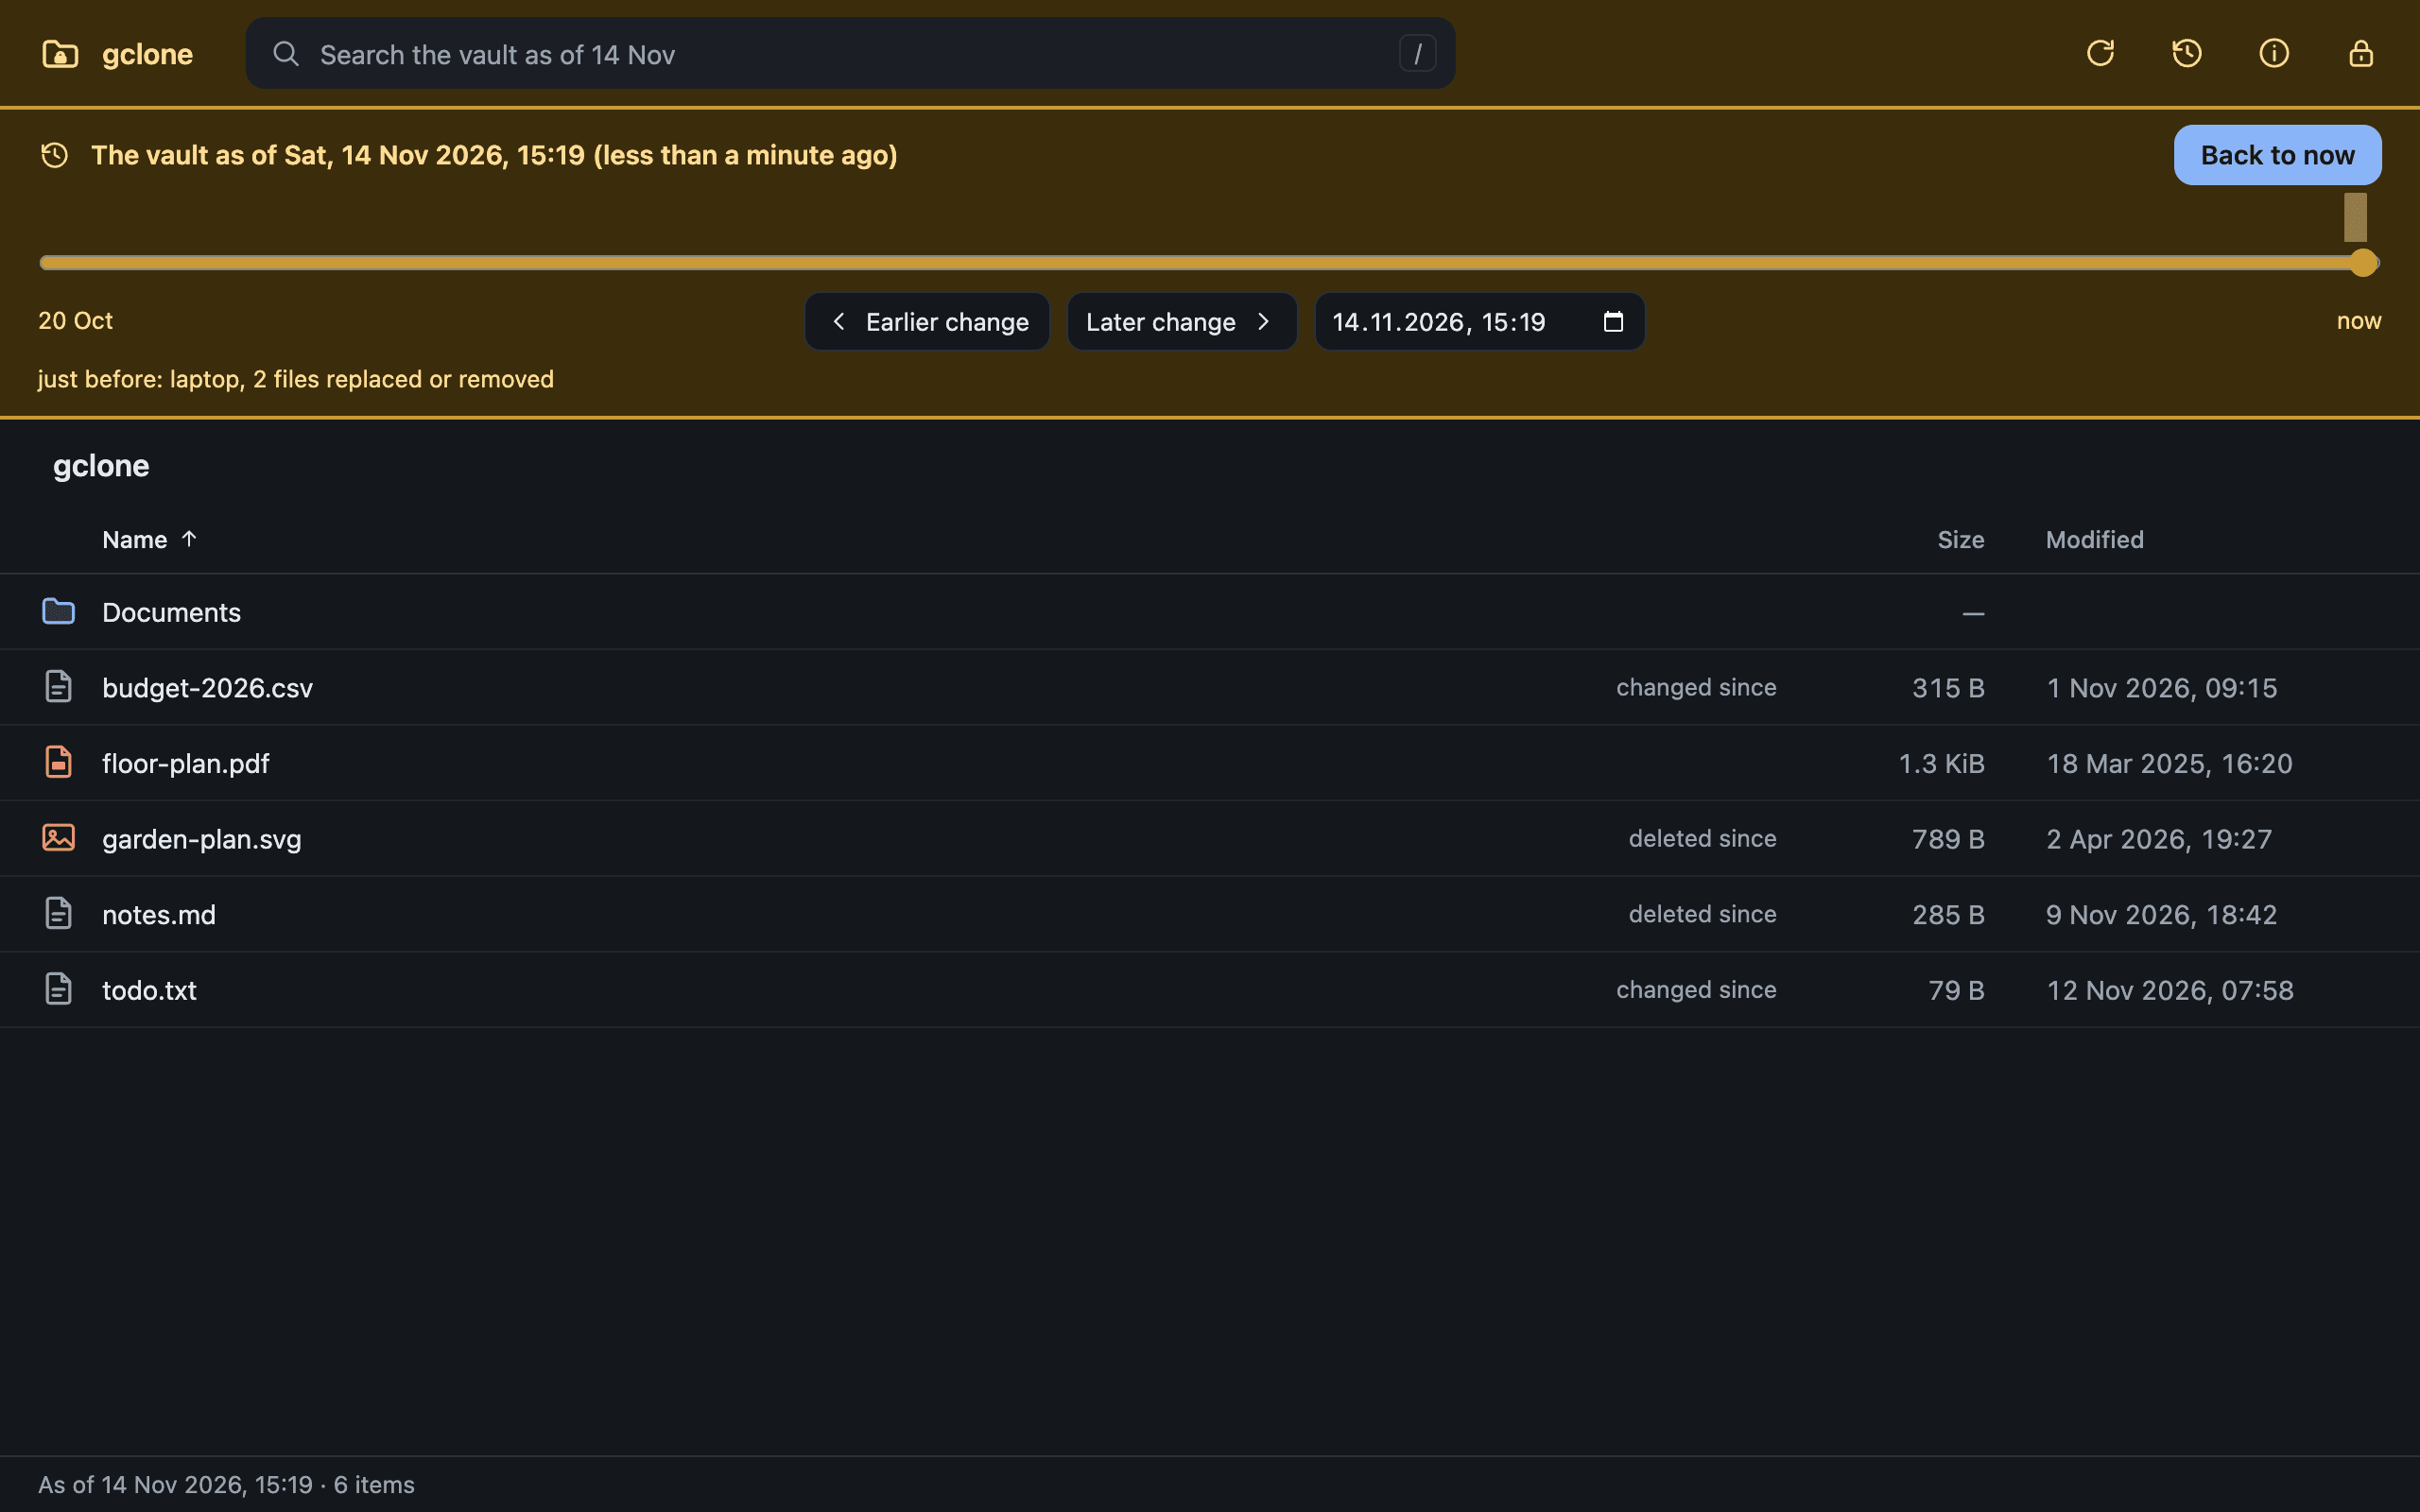 gclone
Search the vault as of 14 Nov
/
The vault as of Sat, 14 Nov 2026, 15:19 (less than a minute ago)
Back to now
20 Oct
Earlier change
Later change
14.11.2026, 15:19
now
just before: laptop, 2 files replaced or removed
gclone
Name ↑ Size Modified
Documents —
budget-2026.csv changed since 315 B 1 Nov 2026, 09:15
floor-plan.pdf 1.3 KiB 18 Mar 2025, 16:20
garden-plan.svg deleted since 789 B 2 Apr 2026, 19:27
notes.md deleted since 285 B 9 Nov 2026, 18:42
todo.txt changed since 79 B 12 Nov 2026, 07:58
As of 14 Nov 2026, 15:19 · 6 items